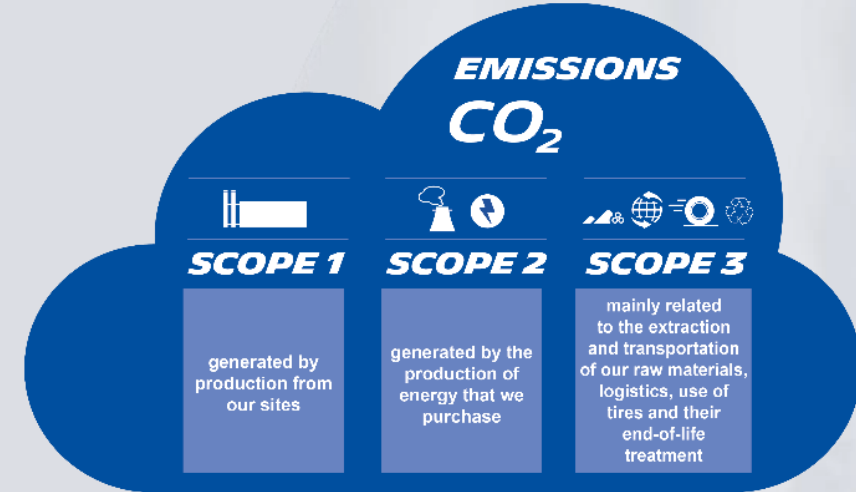 EMISSIONS
CO₂
SCOPE 1
generated by
production from
our sites
SCOPE 2
generated by the
production of
energy that we
purchase
SCOPE 3
mainly related
to the extraction
and transportation
of our raw materials,
logistics, use of
tires and their
end-of-life
treatment